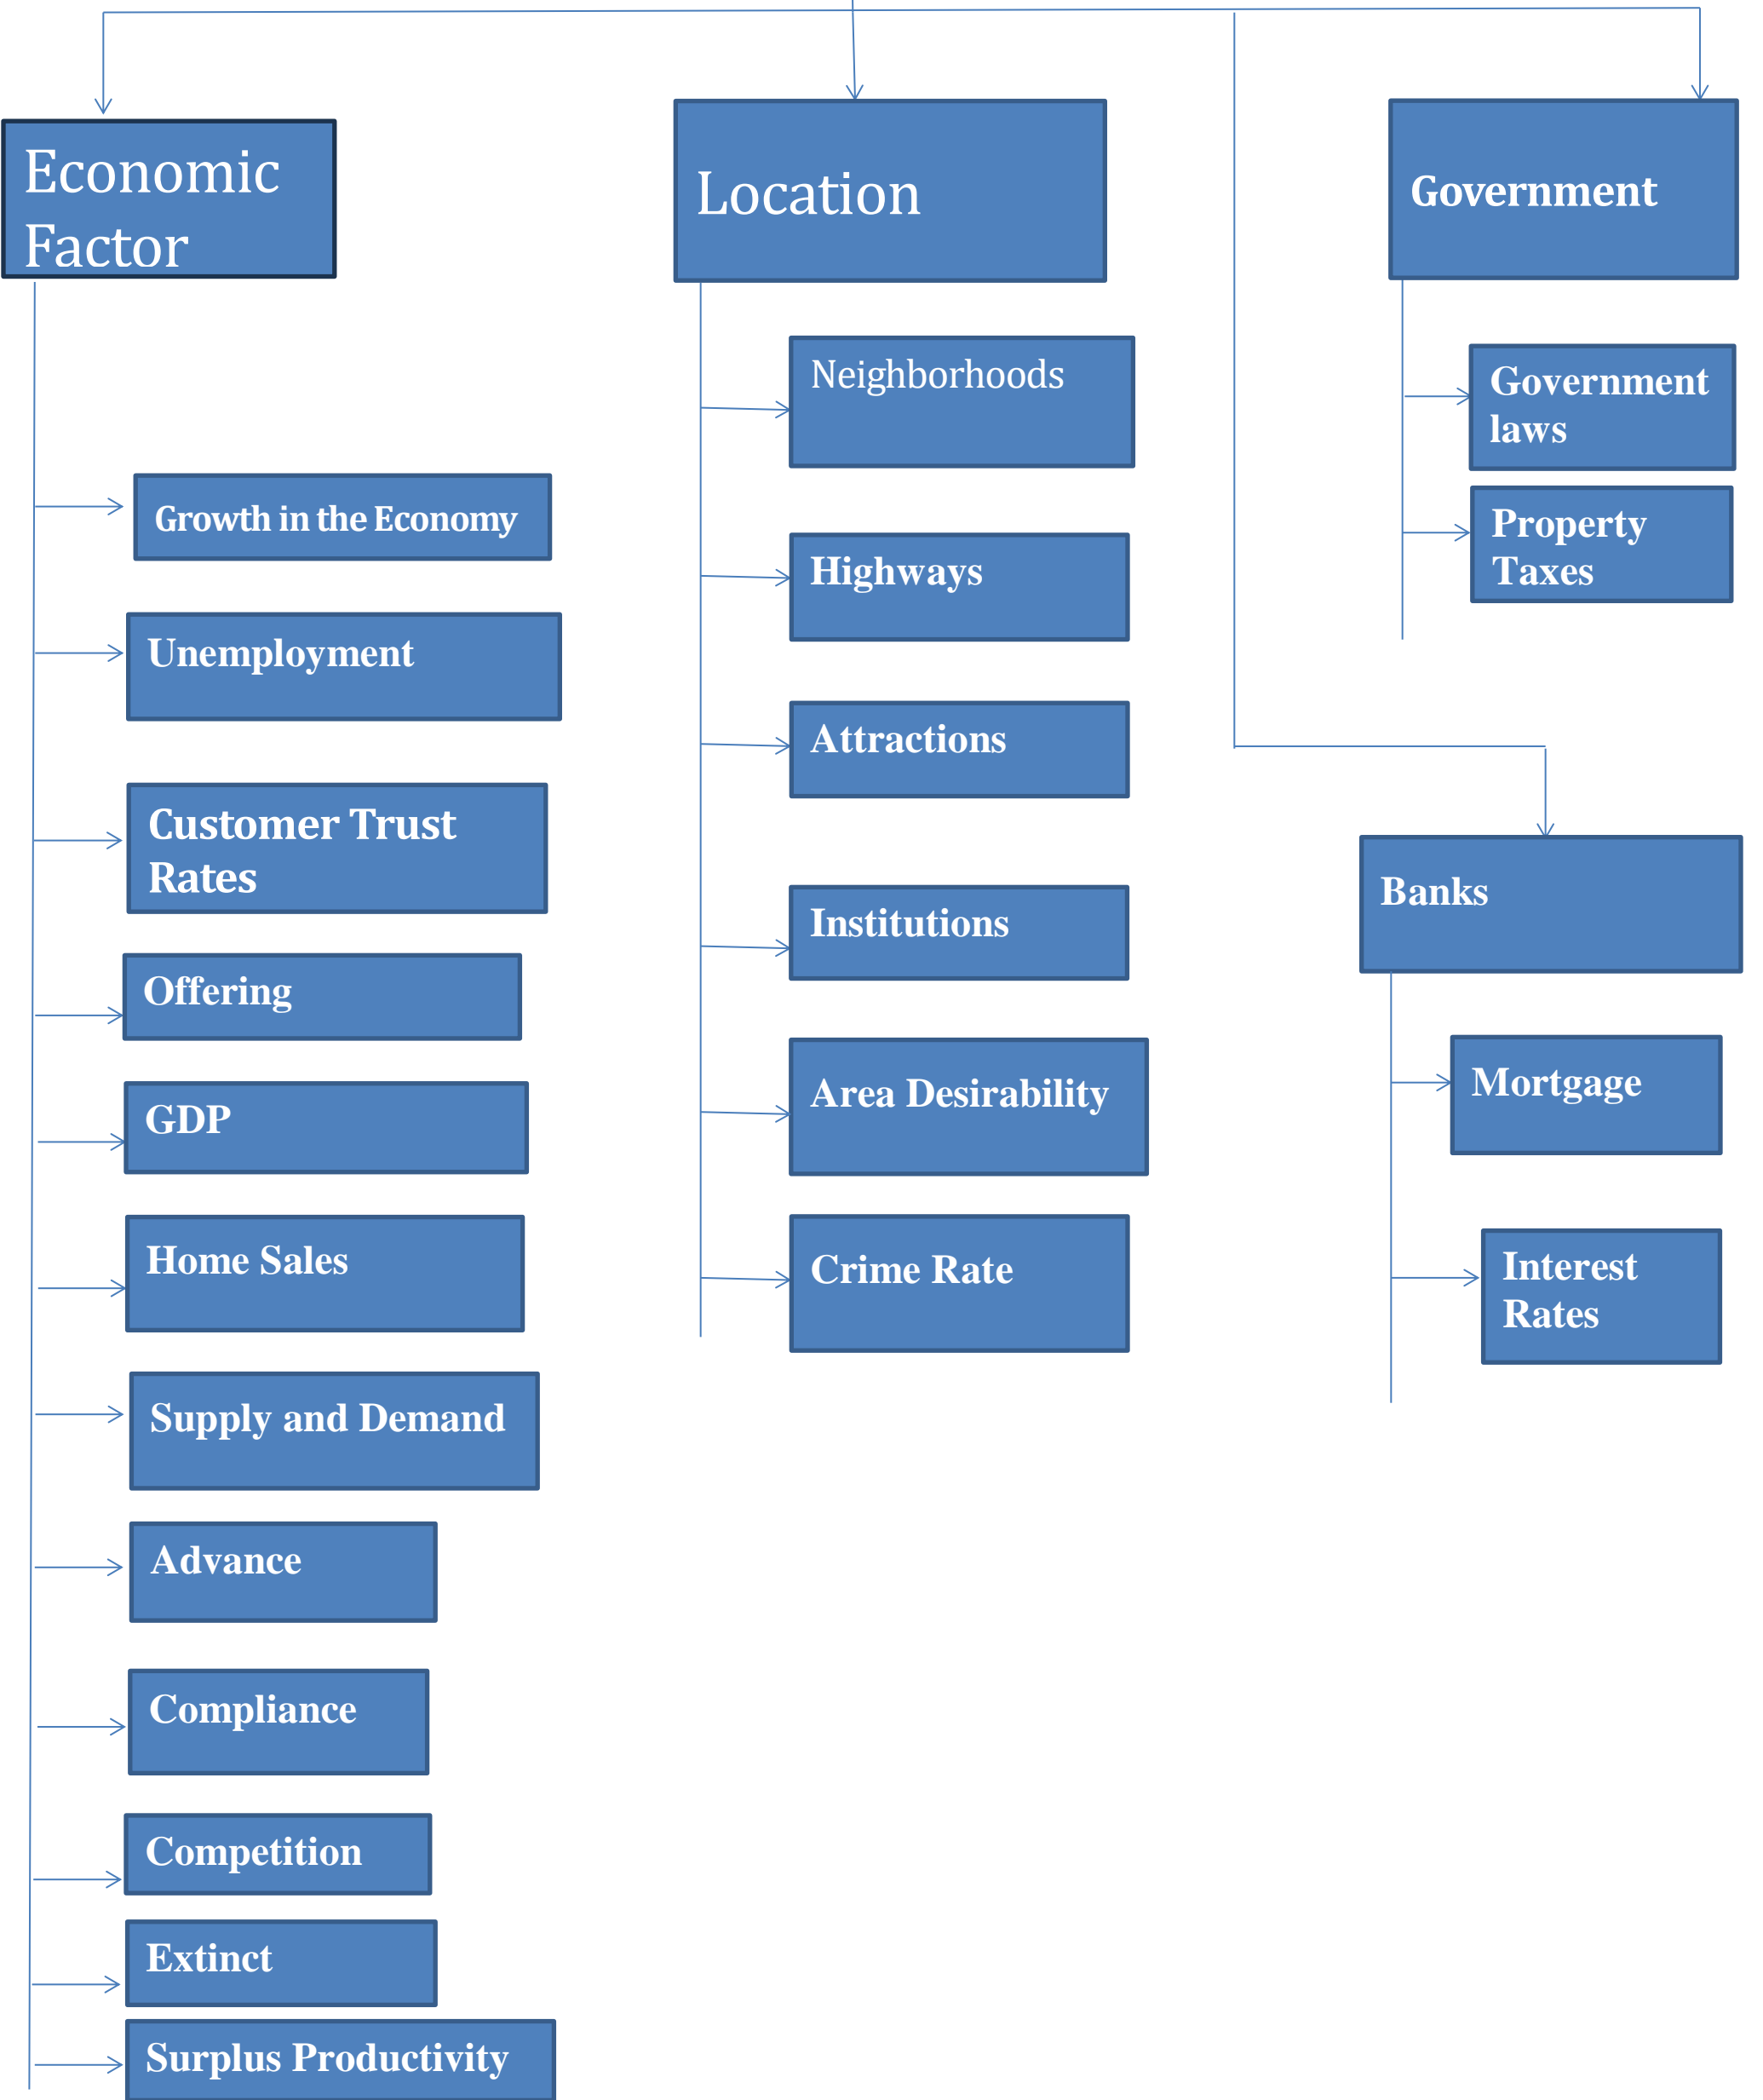 Economic
Factor
Growth in the Economy
Unemployment
Customer Trust
Rates
Offering
GDP
Home Sales
Supply and Demand
Advance
Compliance
Competition
Extinct
Surplus Productivity
Location
Neighborhoods
Highways
Attractions
Institutions
Area Desirability
Crime Rate
Government
Government
laws
Property
Taxes
Banks
Mortgage
Interest
Rates